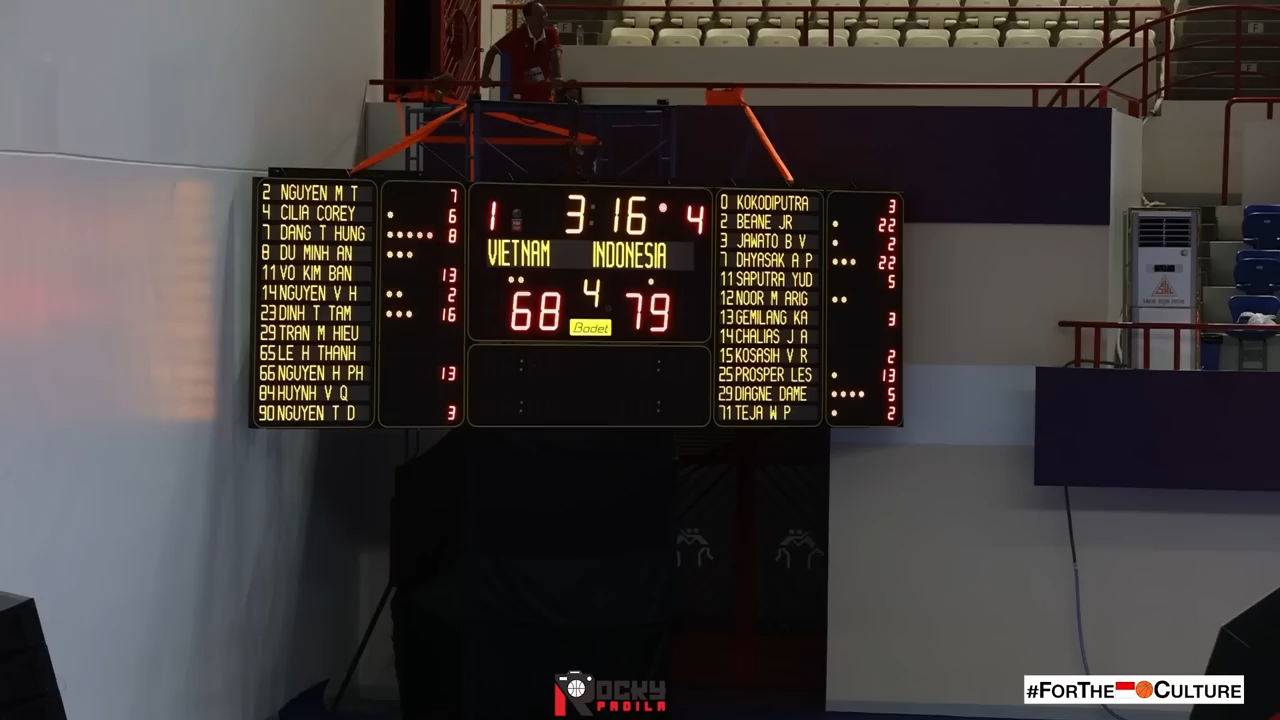 2 NGUYEN M T 7
4 CILIA COREY 6
7 DANG T HUNG 8
8 DU MINH AN
11 VO KIM BAN 13
14 NGUYEN V H 2
23 DINH T TAM 16
29 TRAN M HIEU
65 LE H THANH
66 NGUYEN H PH 13
84 HUYNH V Q
90 NGUYEN T D 3
1 3:16 4
VIETNAM INDONESIA
4
68 79
Bodet
0 KOKODIPUTRA 3
2 BEANE JR 22
3 JAWATO B V 2
7 DHYASAK A P 22
11 SAPUTRA YUD 5
12 NOOR M ARIG
13 GEMILANG KA 3
14 CHALIAS J A
15 KOSASIH V R 2
25 PROSPER LES 13
29 DIAGNE DAME 5
71 TEJA W P 2
F
F
F
ROCKY
PADILA
#FORTHECULTURE